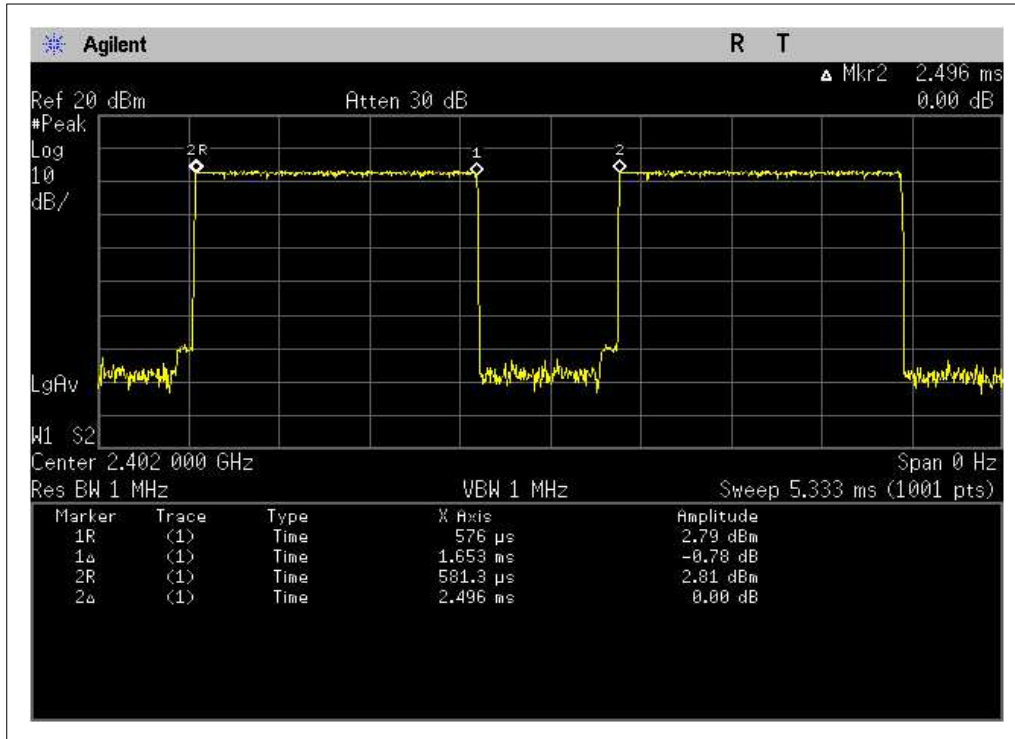 Agilent R T
Δ Mkr2 2.496 ms
Ref 20 dBm Atten 30 dB 0.00 dB
#Peak
Log
10
dB/
2R 1 2
LgAv
W1 S2
Center 2.402 000 GHz Span 0 Hz
Res BW 1 MHz VBW 1 MHz Sweep 5.333 ms (1001 pts)
Marker Trace Type X Axis Amplitude
1R (1) Time 576 µs 2.79 dBm
1Δ (1) Time 1.653 ms -0.78 dB
2R (1) Time 581.3 µs 2.81 dBm
2Δ (1) Time 2.496 ms 0.00 dB